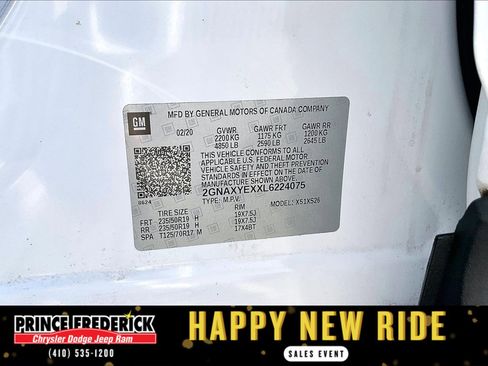 MFD BY GENERAL MOTORS OF CANADA COMPANY
GM
02/20 GVWR GAWR FRT GAWR RR
2200 KG 1175 KG 1200 KG
4850 LB 2590 LB 2645 LB
THIS VEHICLE CONFORMS TO ALL
APPLICABLE U.S. FEDERAL MOTOR
VEHICLE SAFETY AND THEFT PREVENTION
STANDARDS IN EFFECT ON THE DATE OF
MANUFACTURE SHOWN ABOVE.
2GNAXYEXXL6224075
0624 TYPE: M.P.V. MODEL: X51XS26
TIRE SIZE RIM
FRT 235/50R19 H 19X7.5J
RR 235/50R19 H 19X7.5J
SPA T125/70R17 M 17X4BT
PRINCE FREDERICK
Chrysler Dodge Jeep Ram
(410) 535-1200
HAPPY NEW RIDE
SALES EVENT